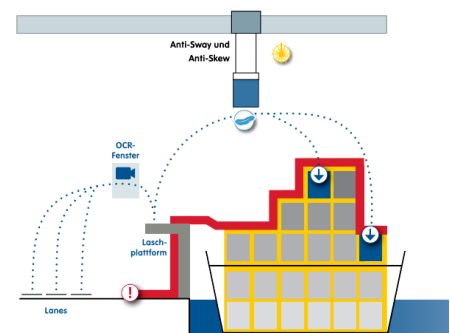 Anti-Sway und
Anti-Skew
OCR-
Fenster
Lasch-
plattform
!
Lanes